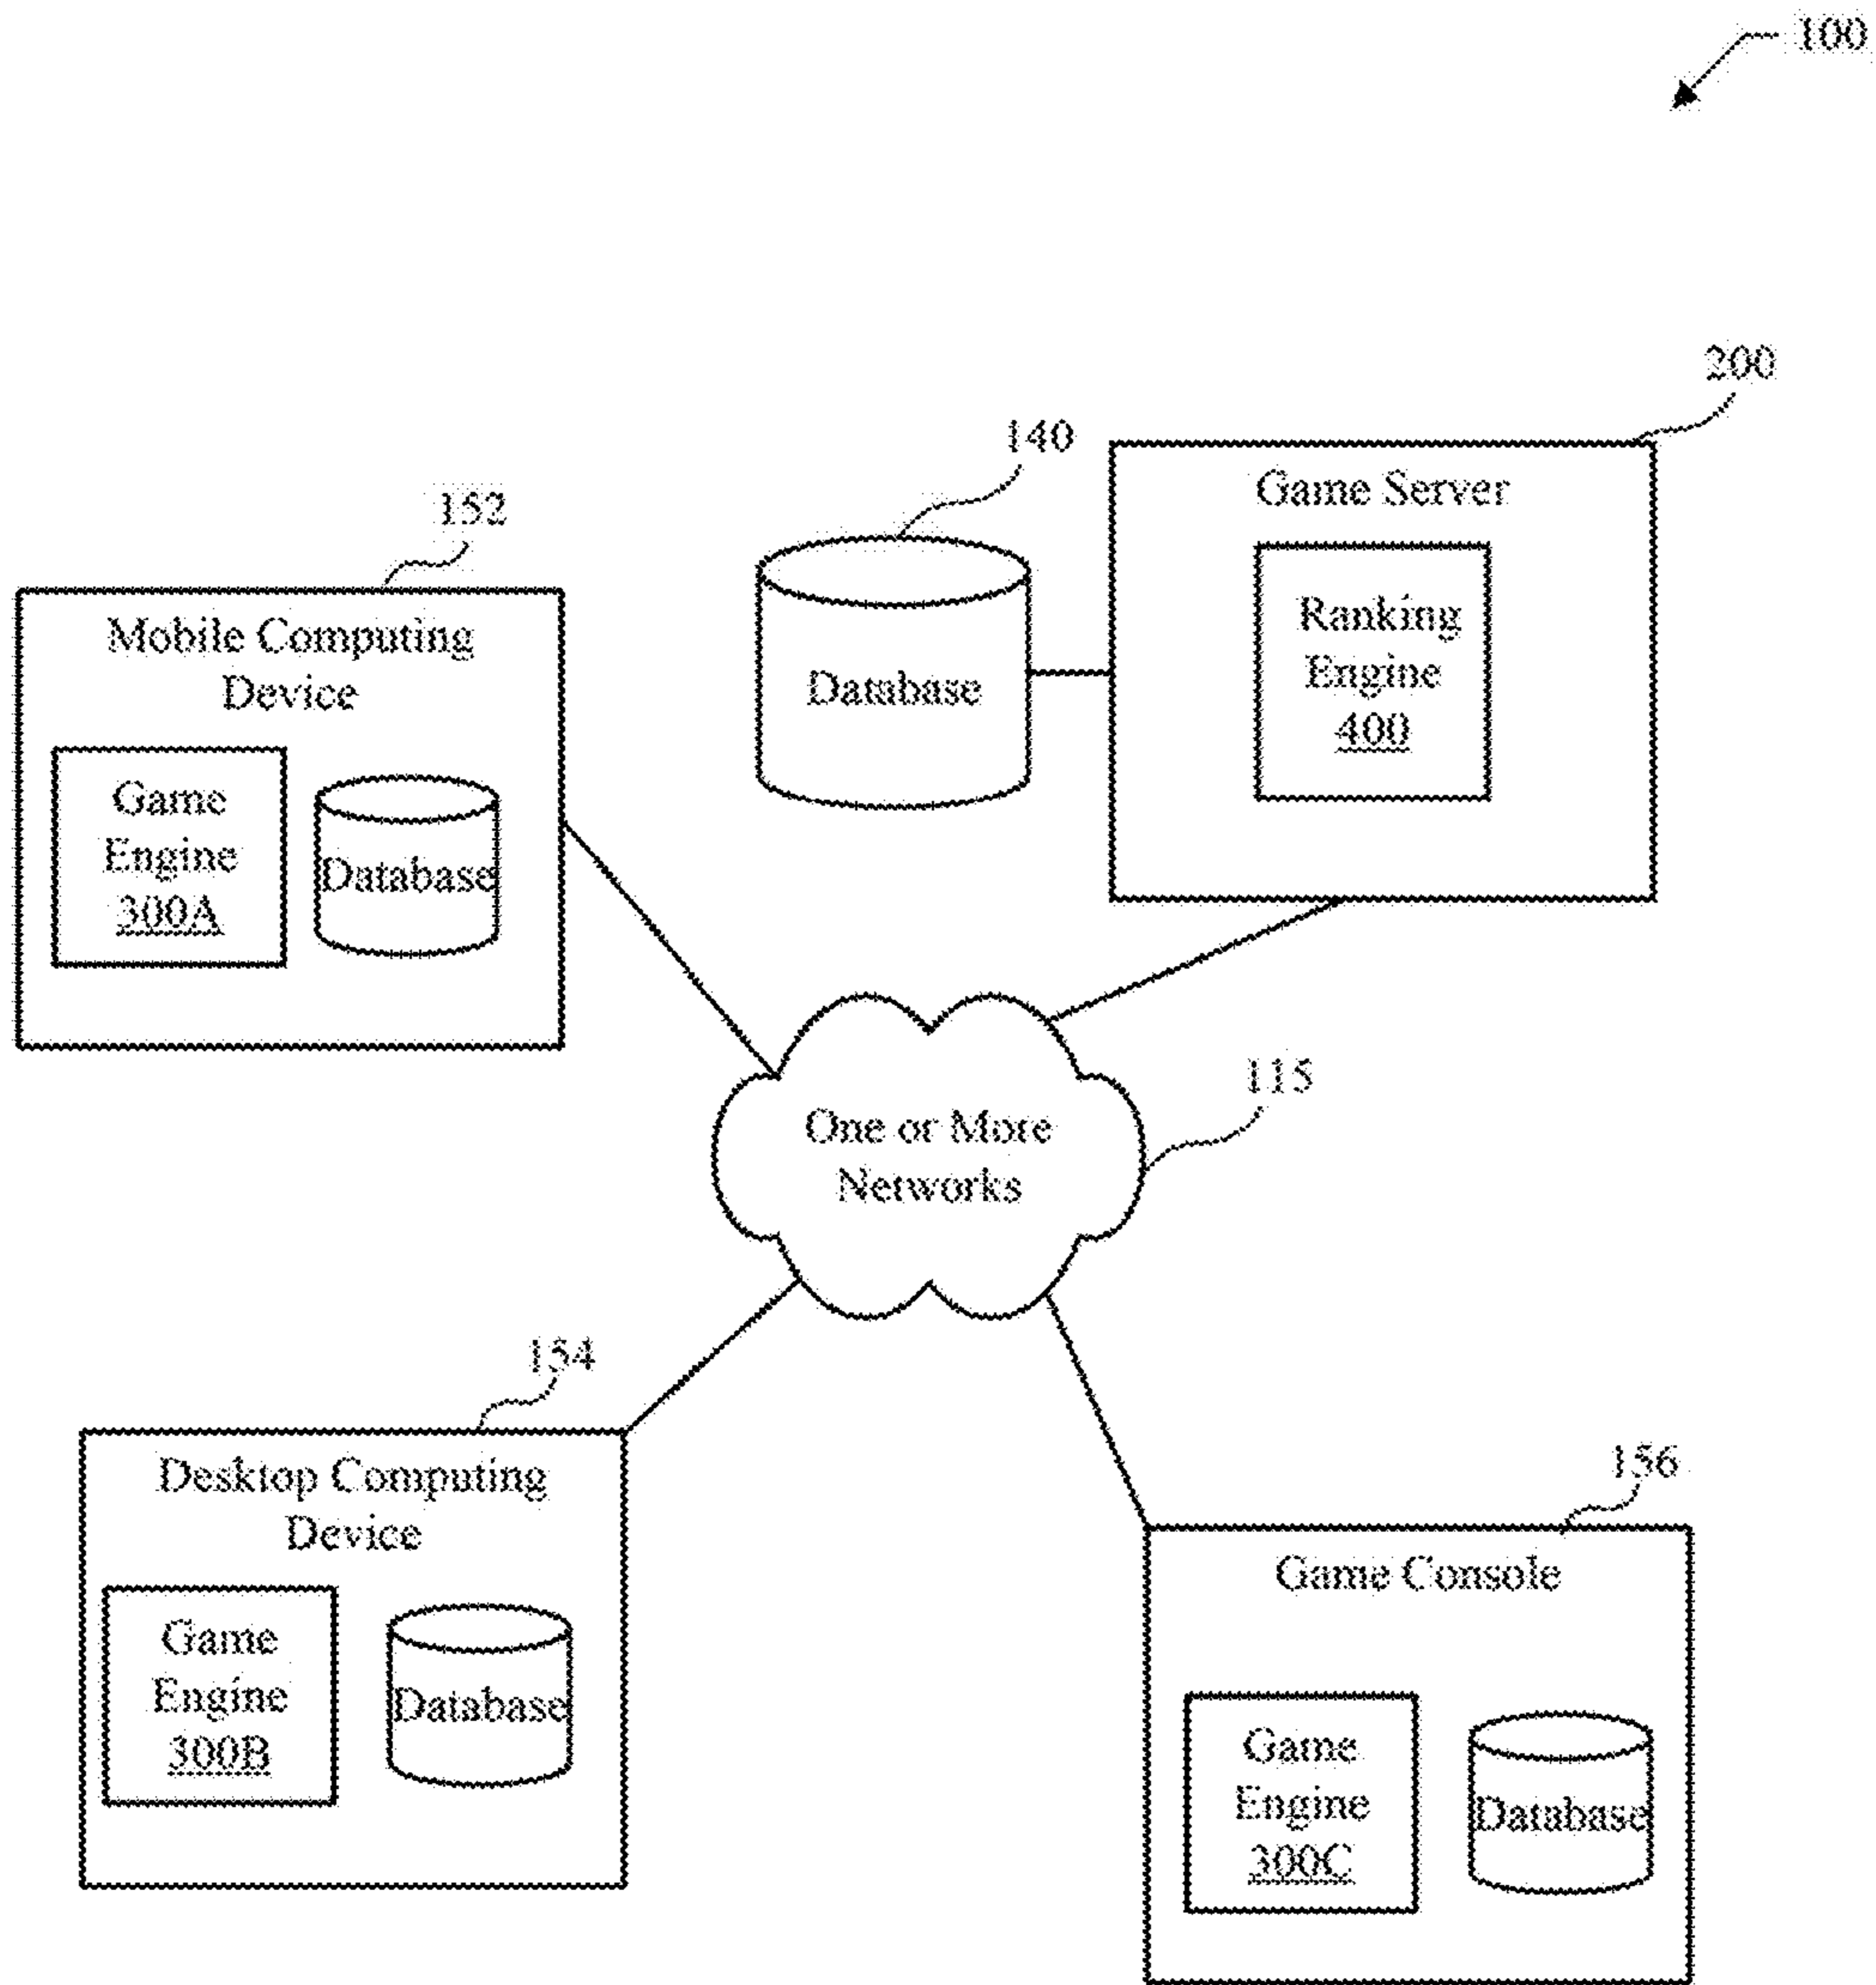 100
200
140
Game Server
152
Ranking
Engine
400
Mobile Computing
Device
Database
Game
Engine
300A
Database
115
One or More
Networks
154
Desktop Computing
Device
156
Game Console
Game
Engine
300B
Database
Game
Engine
300C
Database